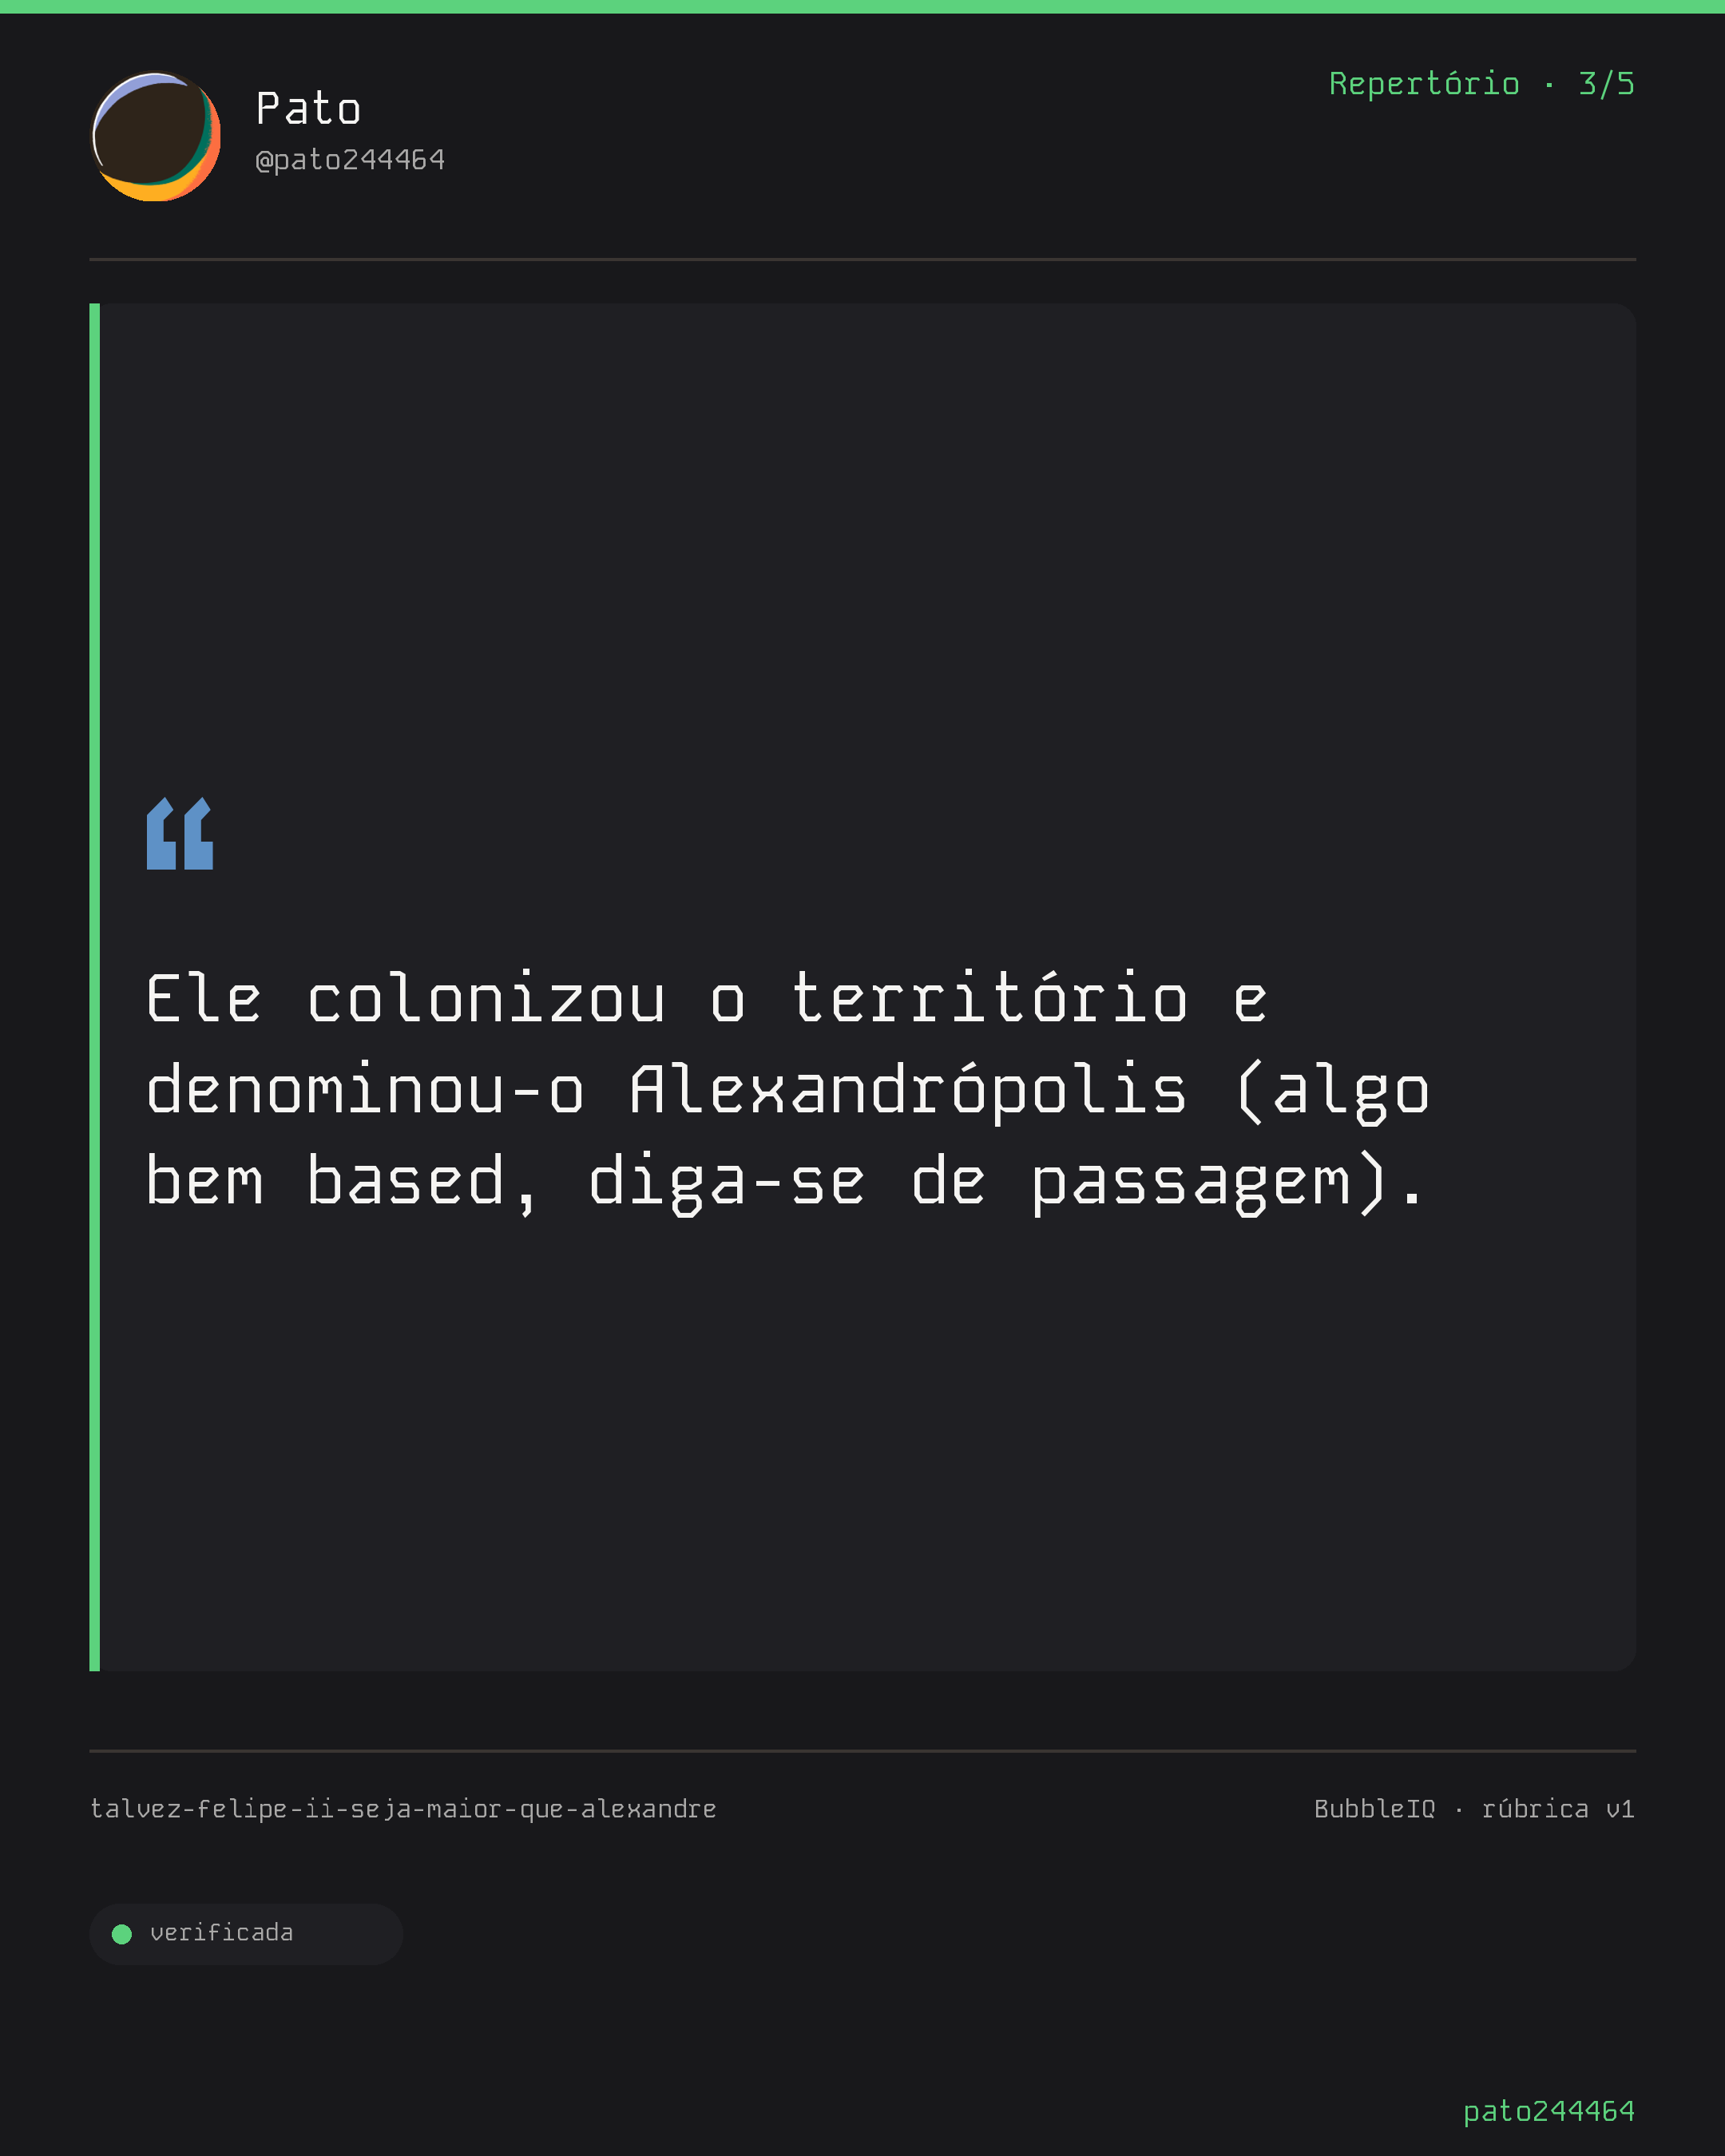 Pato
@pato244464
Repertório · 3/5
“
Ele colonizou o território e
denominou-o Alexandrópolis (algo
bem based, diga-se de passagem).
talvez-felipe-ii-seja-maior-que-alexandre
BubbleIQ · rúbrica v1
verificada
pato244464